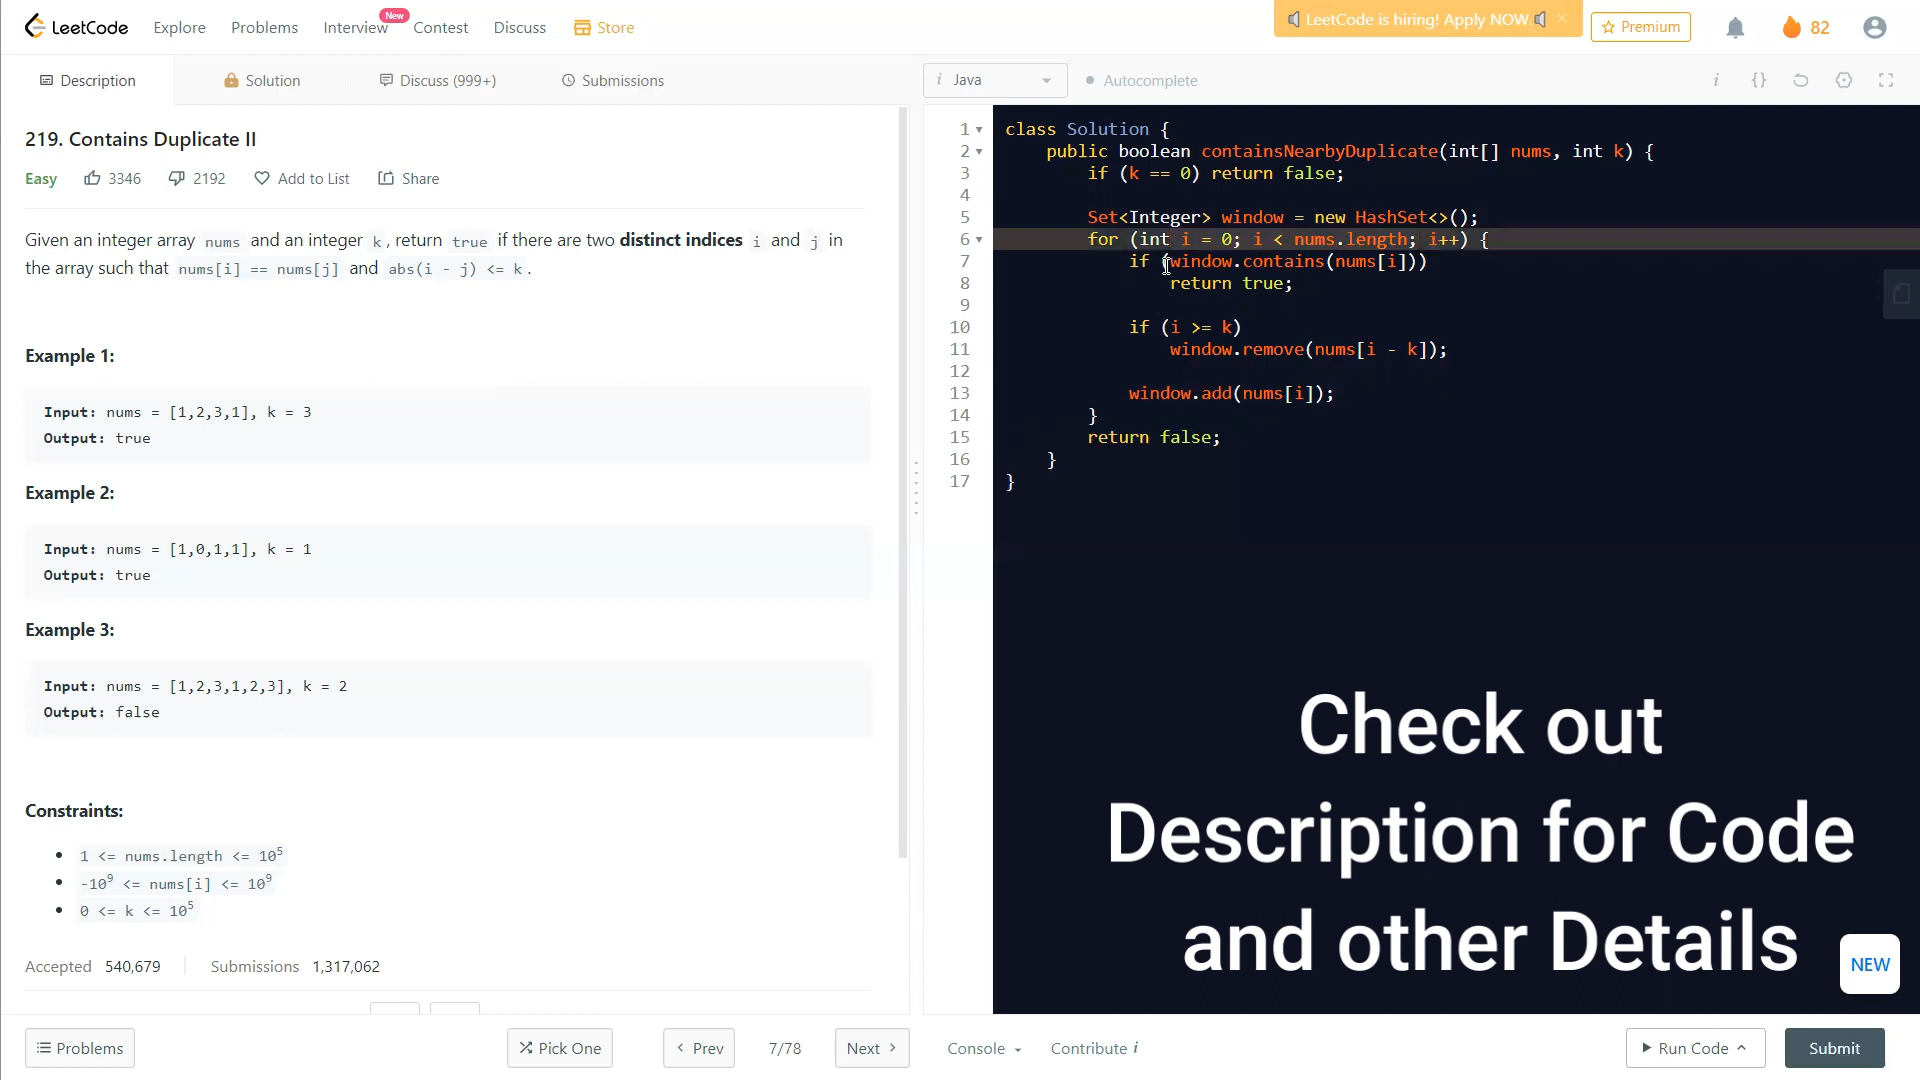 LeetCode Explore Problems Interview New Contest Discuss Store LeetCode is hiring! Apply NOW. × Premium 82
Description Solution Discuss (999+) Submissions
i Java Autocomplete i {}
219. Contains Duplicate II
Easy 3346 2192 Add to List Share
Given an integer array nums and an integer k, return true if there are two distinct indices i and j in
the array such that nums[i] == nums[j] and abs(i - j) <= k.
Example 1:
Input: nums = [1,2,3,1], k = 3
Output: true
Example 2:
Input: nums = [1,0,1,1], k = 1
Output: true
Example 3:
Input: nums = [1,2,3,1,2,3], k = 2
Output: false
Constraints:
• 1 <= nums.length <= 10⁵
• -10⁹ <= nums[i] <= 10⁹
• 0 <= k <= 10⁵
Accepted 540,679 Submissions 1,317,062
1 class Solution {
2 public boolean containsNearbyDuplicate(int[] nums, int k) {
3 if (k == 0) return false;
4
5 Set<Integer> window = new HashSet<>();
6 for (int i = 0; i < nums.length; i++) {
7 if (window.contains(nums[i]))
8 return true;
9
10 if (i >= k)
11 window.remove(nums[i - k]);
12
13 window.add(nums[i]);
14 }
15 return false;
16 }
17 }
Check out
Description for Code
and other Details
NEW
Problems Pick One < Prev 7/78 Next > Console Contribute i Run Code Submit